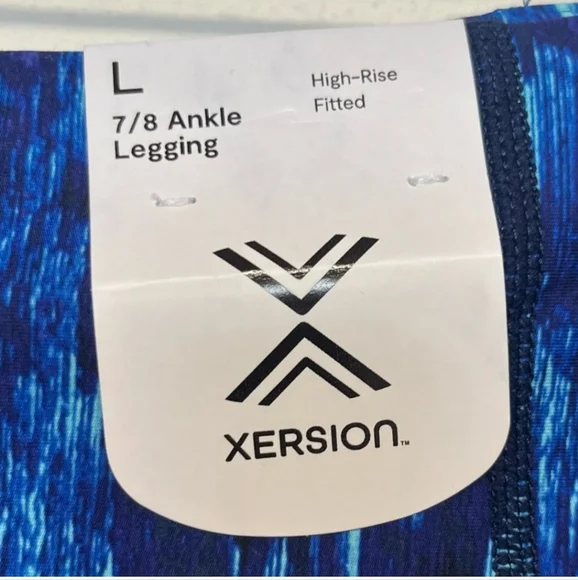 L
7/8 Ankle
Legging
High-Rise
Fitted
XERSION™